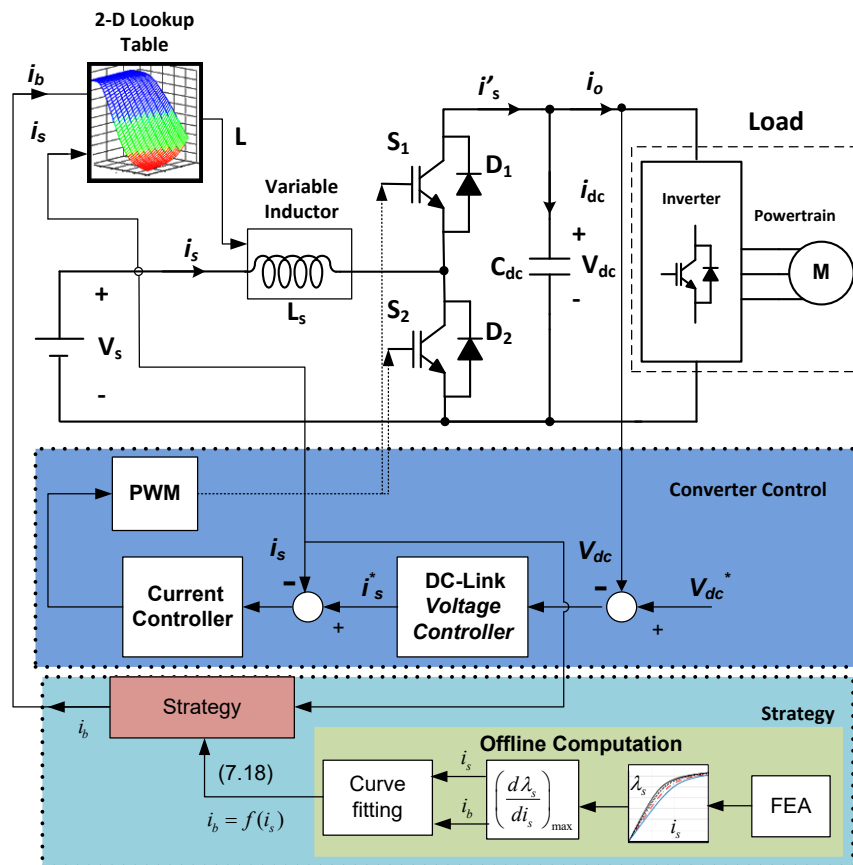 2-D Lookup
Table
i_b
i_s
L
Variable
Inductor
i_s
L_s
+
V_s
-
S_1
D_1
S_2
D_2
i'_s
i_o
i_dc
+
C_dc
V_dc
-
Load
Inverter
Powertrain
M
Converter Control
PWM
i_s
V_dc
Current
Controller
-
i*_s
+
DC-Link
Voltage
Controller
-
V_dc*
+
Strategy
i_b
Strategy
Offline Computation
(7.18)
i_b = f(i_s)
Curve
fitting
i_s
i_b
(dλ_s/di_s)_max
λ_s
i_s
FEA